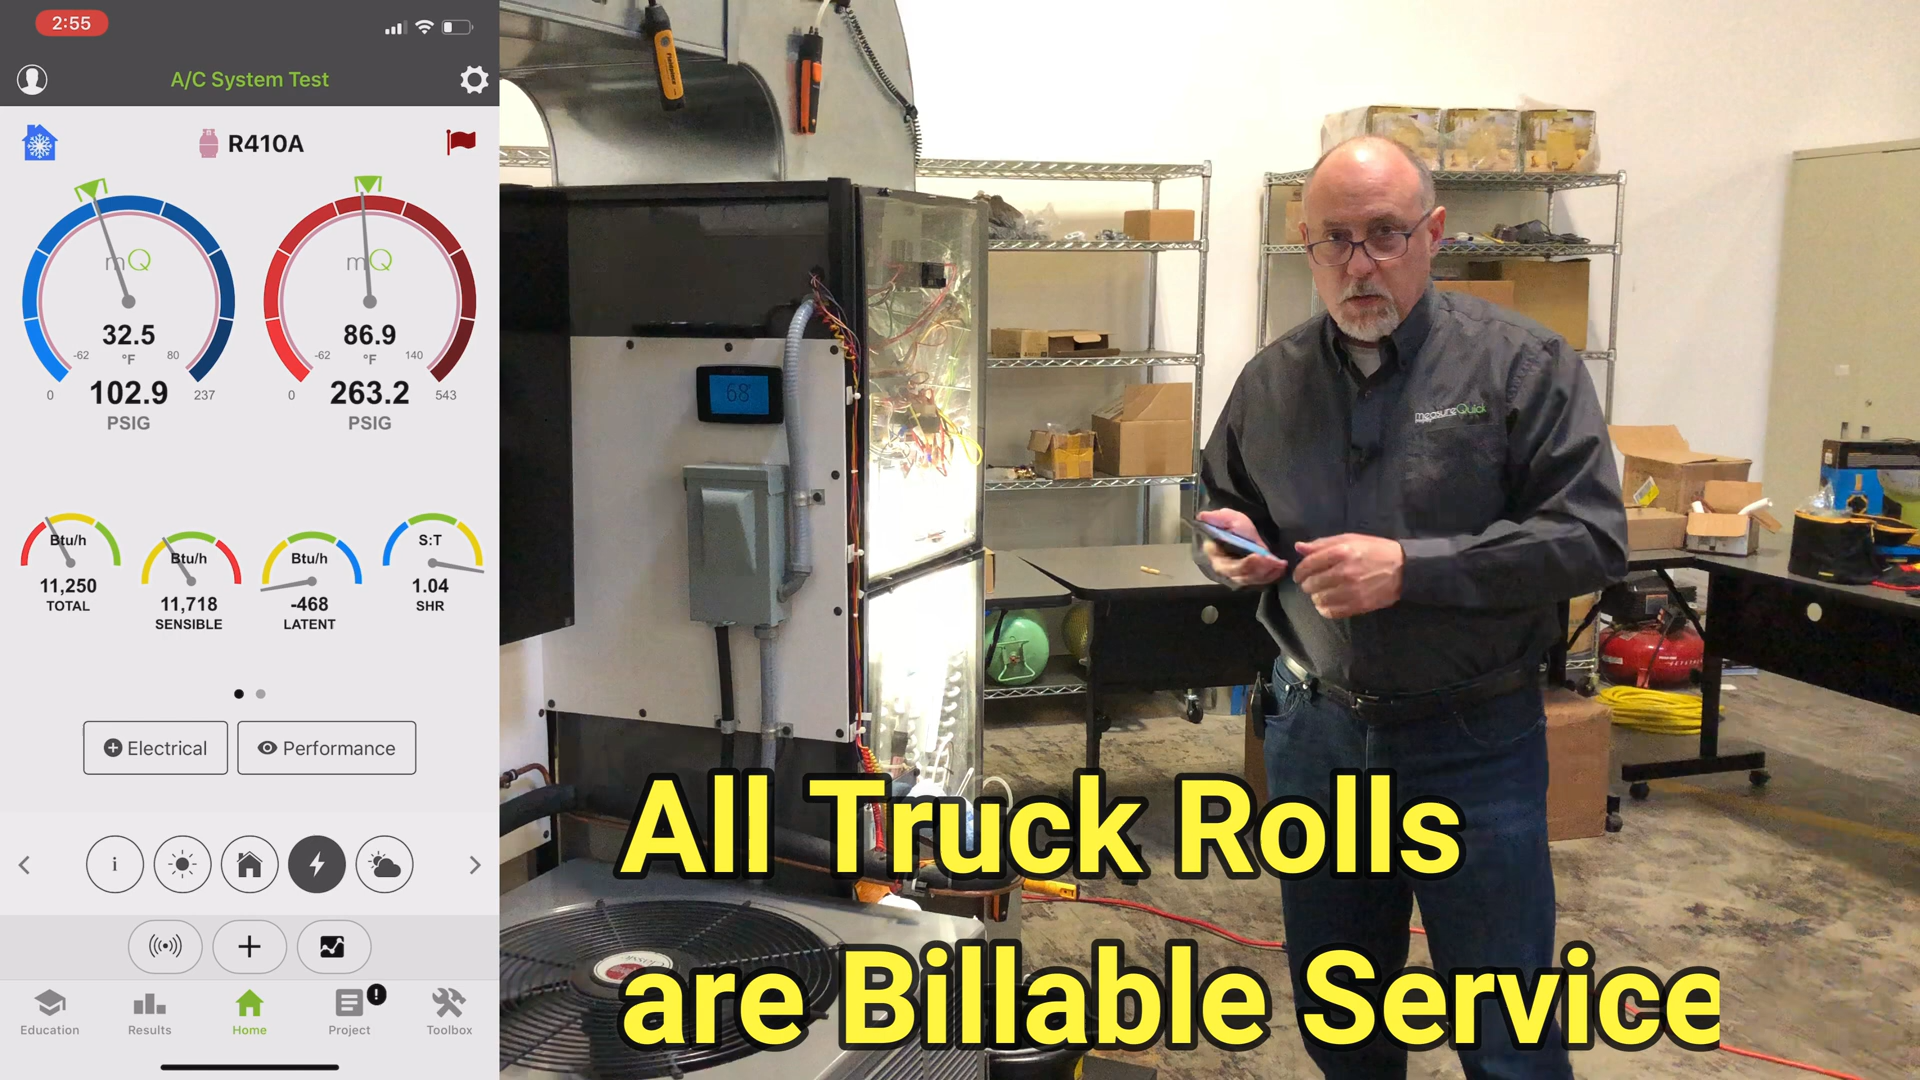 2:55
A/C System Test
R410A
mQ
mQ
32.5
°F
-62
80
102.9
0
237
PSIG
86.9
°F
-62
140
263.2
0
543
PSIG
Btu/h
11,250
TOTAL
Btu/h
11,718
SENSIBLE
Btu/h
-468
LATENT
S:T
1.04
SHR
Electrical
Performance
i
Education
Results
Home
Project
Toolbox
68
measureQuick
All Truck Rolls
are Billable Service